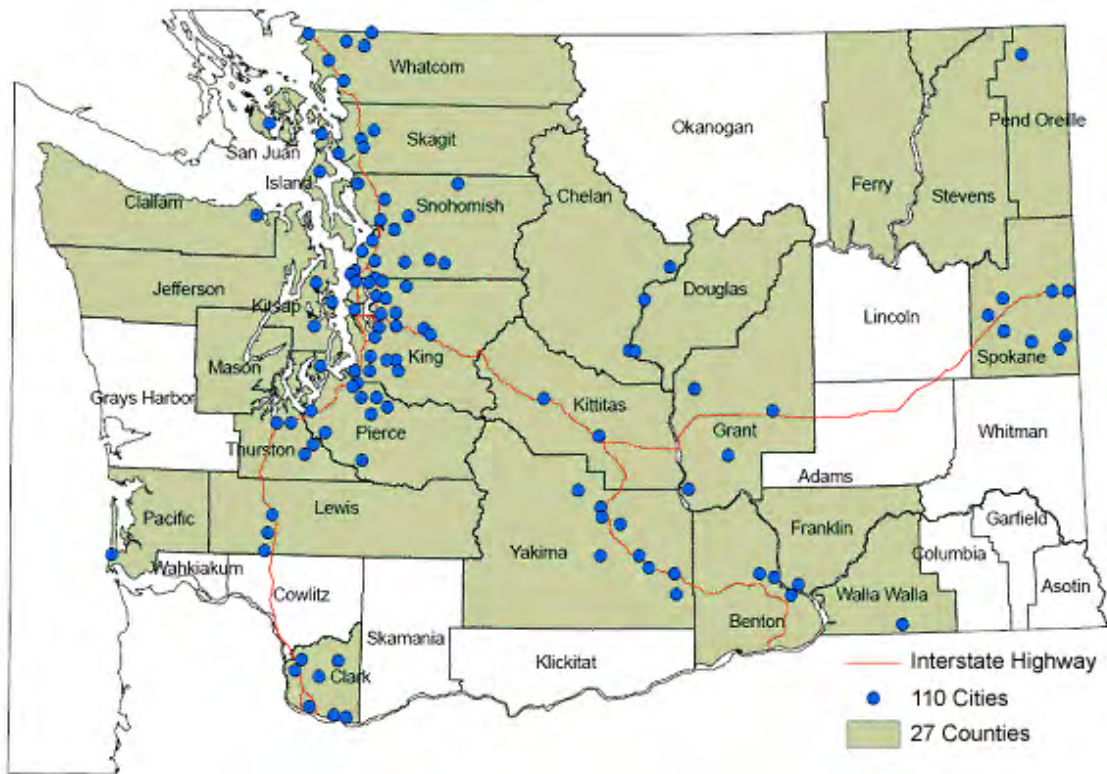 Whatcom
Okanogan
Pend Oreille
Skagit
San Juan
Ferry
Stevens
Island
Snohomish
Chelan
Clallam
Jefferson
Kitsap
Douglas
Lincoln
Spokane
King
Mason
Grays Harbor
Kittitas
Grant
Whitman
Pierce
Thurston
Adams
Lewis
Pacific
Franklin
Garfield
Yakima
Columbia
Wahkiakum
Asotin
Cowlitz
Walla Walla
Benton
Skamania
Klickitat
Clark
Interstate Highway
110 Cities
27 Counties